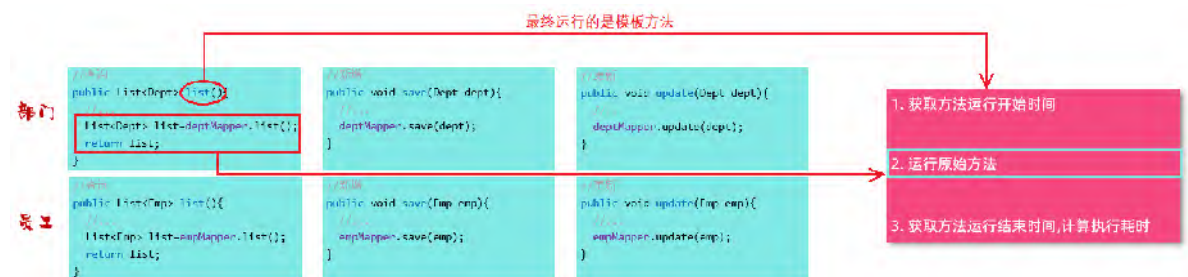 最终运行的是模板方法
部门
public List<Dept> list(){
List<Dept> list=deptMapper.list();
return list;
}
public void save(Dept dept){
//...
deptMapper.save(dept);
}
public void update(Dept dept){
//...
deptMapper.update(dept);
}
1. 获取方法运行开始时间
2. 运行原始方法
3. 获取方法运行结束时间,计算执行耗时
员工
public List<Emp> list(){
//...
List<Emp> list=empMapper.list();
return list;
}
public void save(Emp emp){
//...
empMapper.save(emp);
}
public void update(Emp emp){
//...
empMapper.update(emp);
}